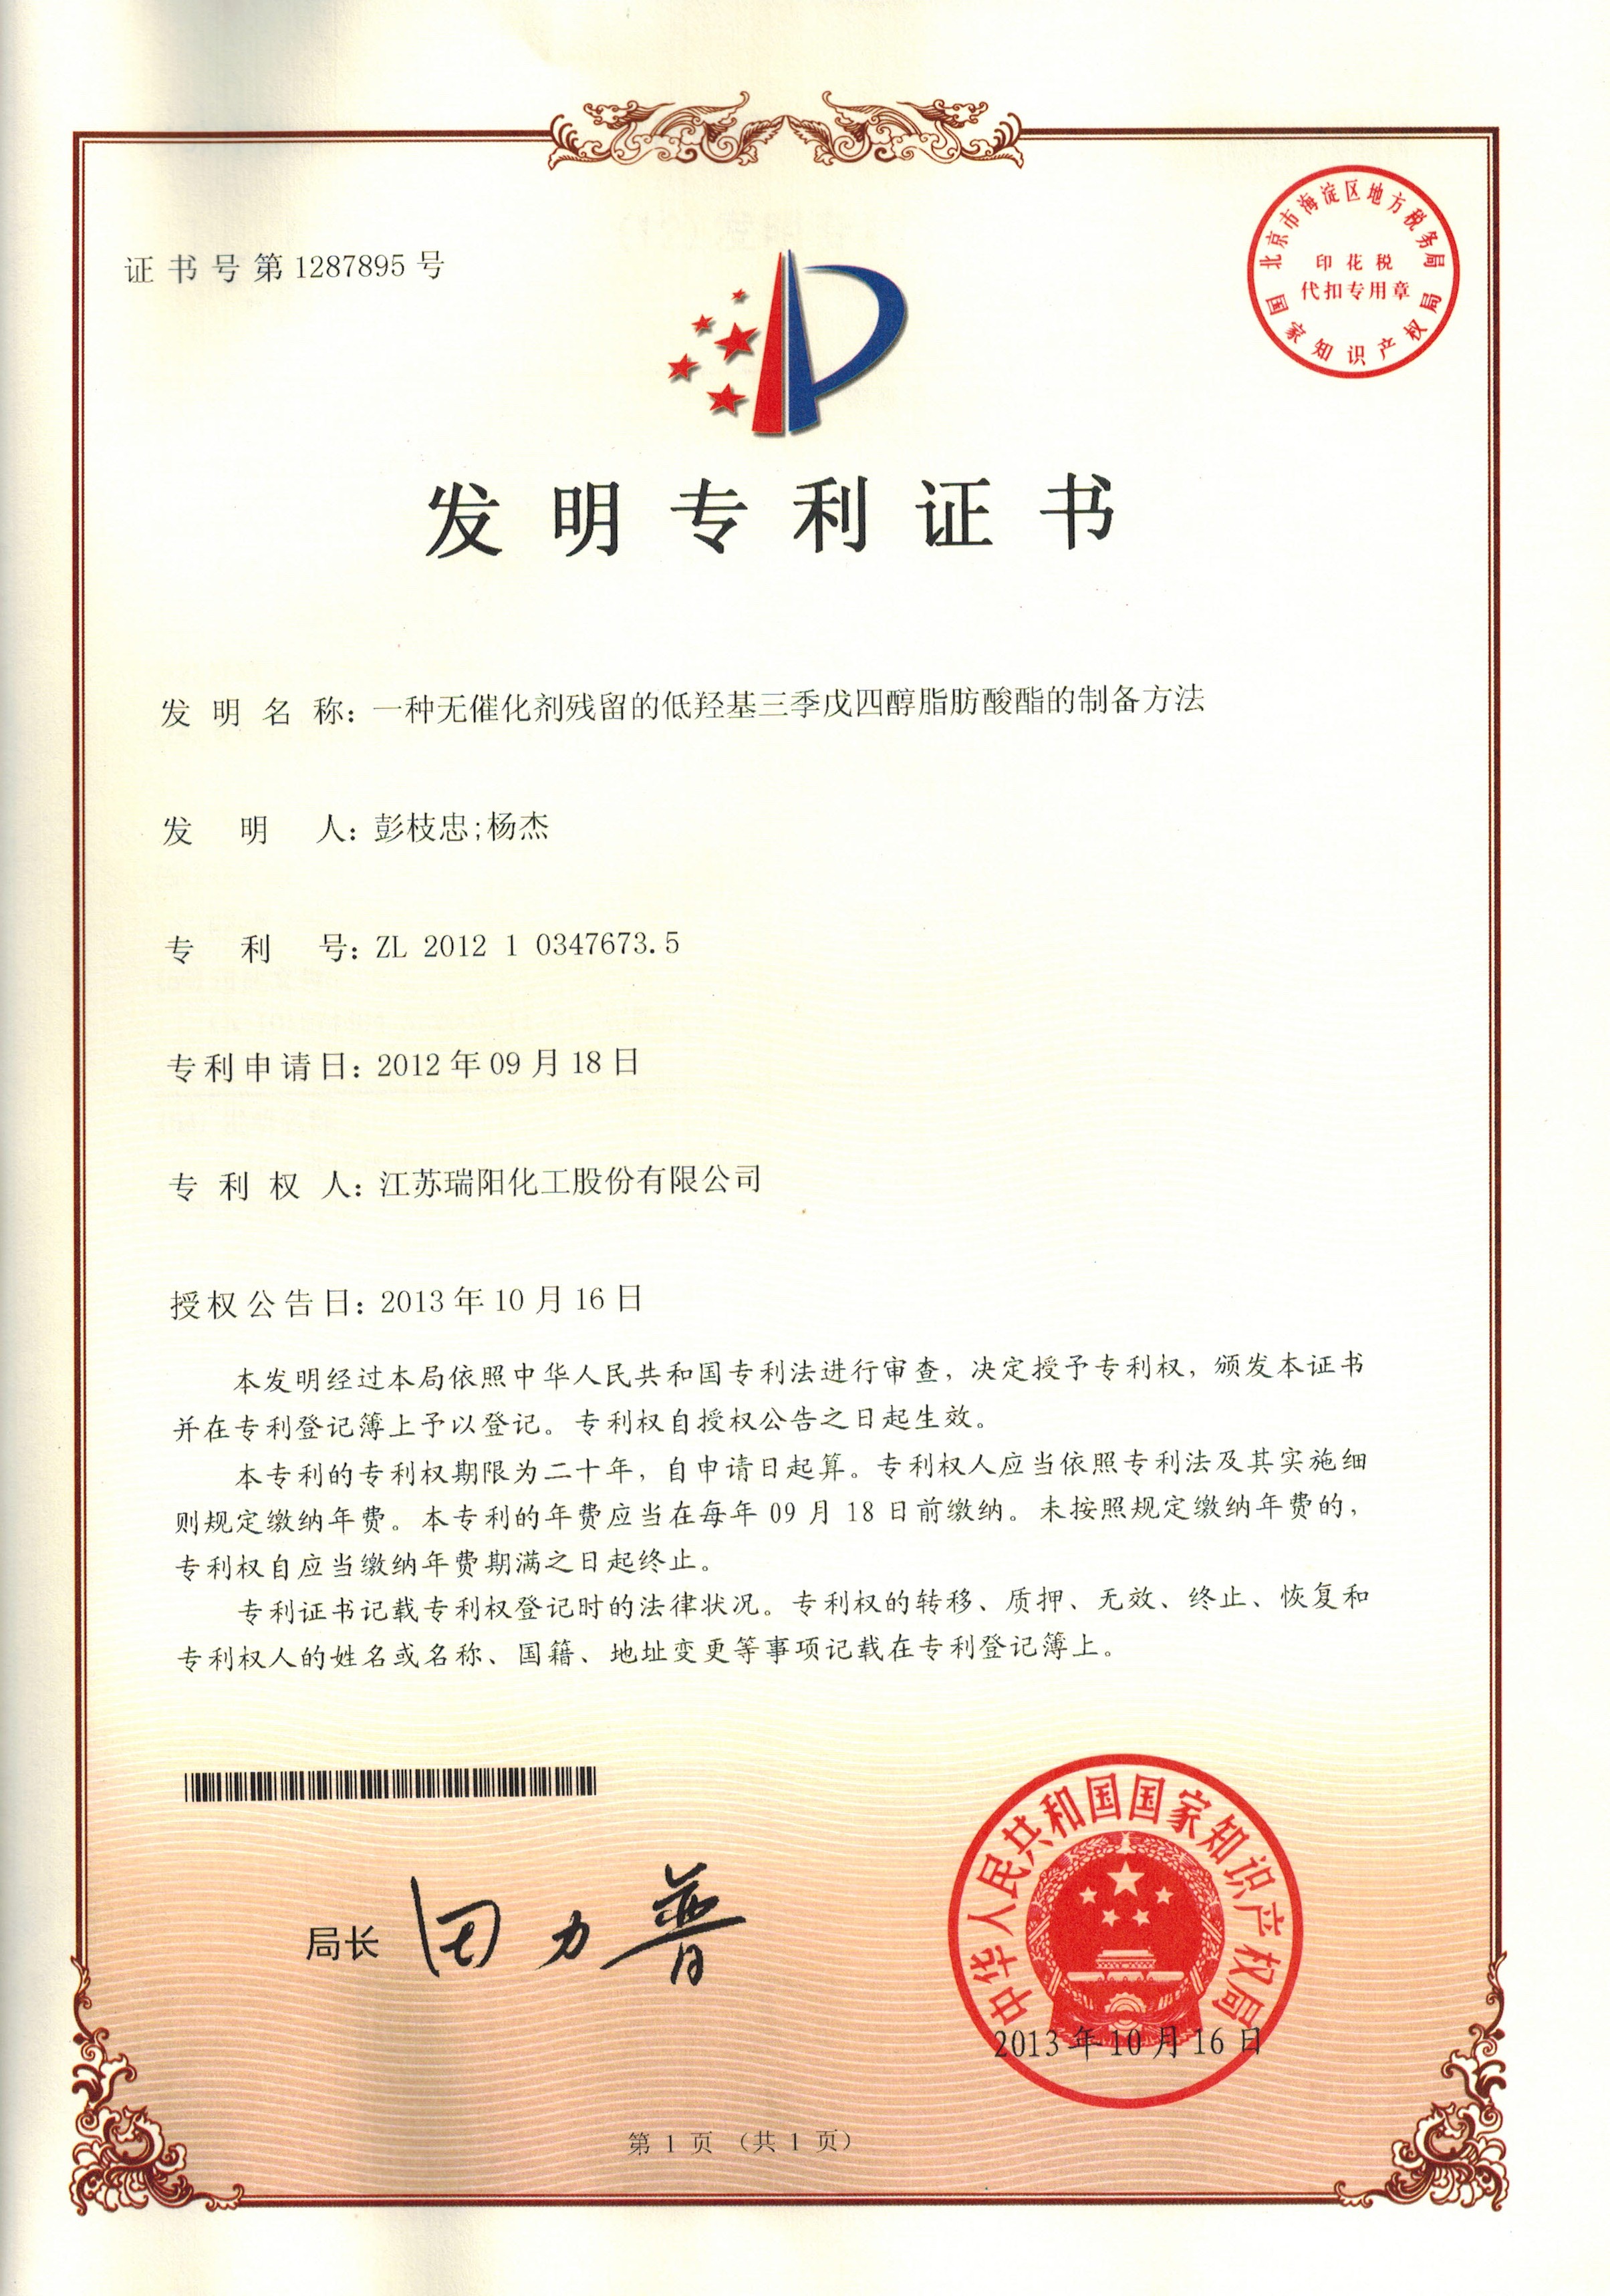 证书号第1287895号
北京市海淀区地方税务局
印花税
代扣专用章
国家知识产权局
发明专利证书
发明名称：一种无催化剂残留的低羟基三季戊四醇脂肪酸酯的制备方法
发明人：彭枝忠;杨杰
专利号：ZL 2012 1 0347673.5
专利申请日：2012年09月18日
专利权人：江苏瑞阳化工股份有限公司
授权公告日：2013年10月16日
本发明经过本局依照中华人民共和国专利法进行审查，决定授予专利权，颁发本证书
并在专利登记簿上予以登记。专利权自授权公告之日起生效。
本专利的专利权期限为二十年，自申请日起算。专利权人应当依照专利法及其实施细
则规定缴纳年费。本专利的年费应当在每年09月18日前缴纳。未按照规定缴纳年费的，
专利权自应当缴纳年费期满之日起终止。
专利证书记载专利权登记时的法律状况。专利权的转移、质押、无效、终止、恢复和
专利权人的姓名或名称、国籍、地址变更等事项记载在专利登记簿上。
局长 田力普
中华人民共和国国家知识产权局
2013年10月16日
第1页（共1页）